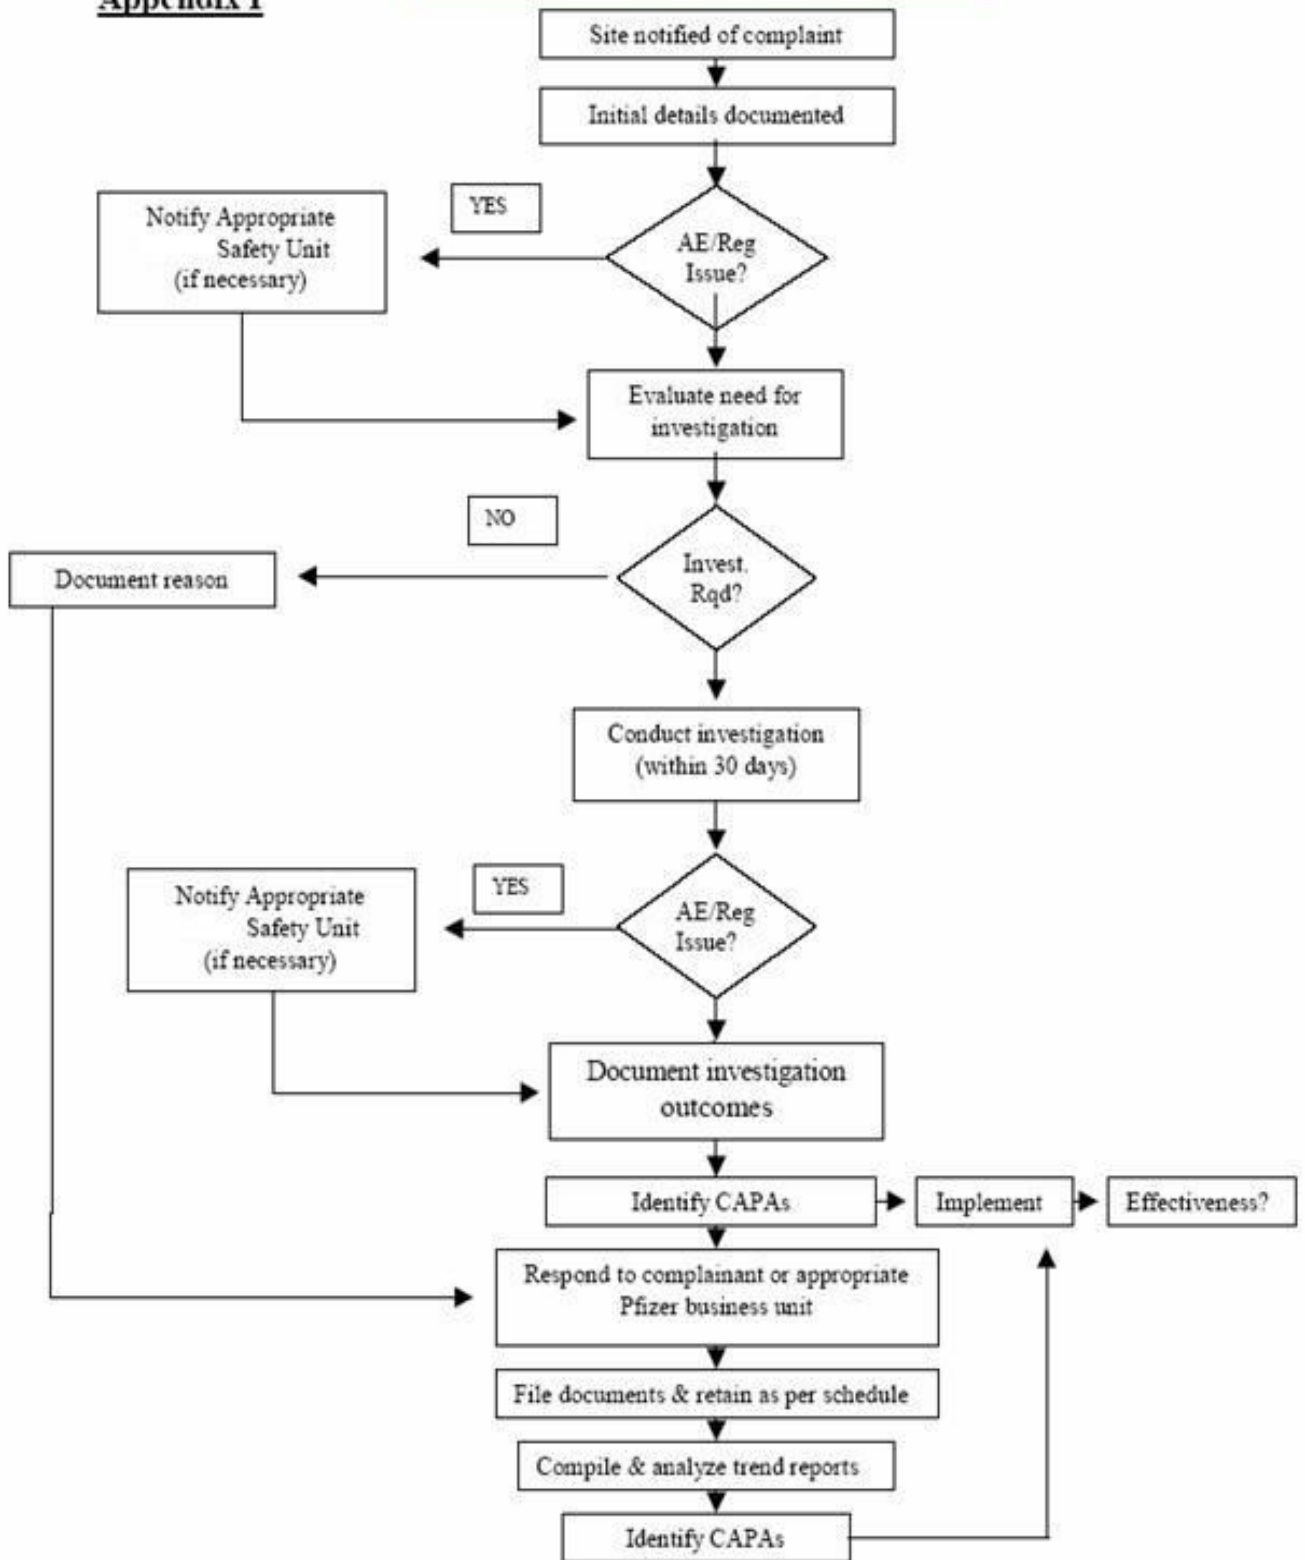 Appendix I
Site notified of complaint
Initial details documented
YES
Notify Appropriate
Safety Unit
(if necessary)
AE/Reg
Issue?
Evaluate need for
investigation
NO
Document reason
Invest.
Rqd?
Conduct investigation
(within 30 days)
YES
Notify Appropriate
Safety Unit
(if necessary)
AE/Reg
Issue?
Document investigation
outcomes
Identify CAPAs
Implement
Effectiveness?
Respond to complainant or appropriate
Pfizer business unit
File documents & retain as per schedule
Compile & analyze trend reports
Identify CAPAs